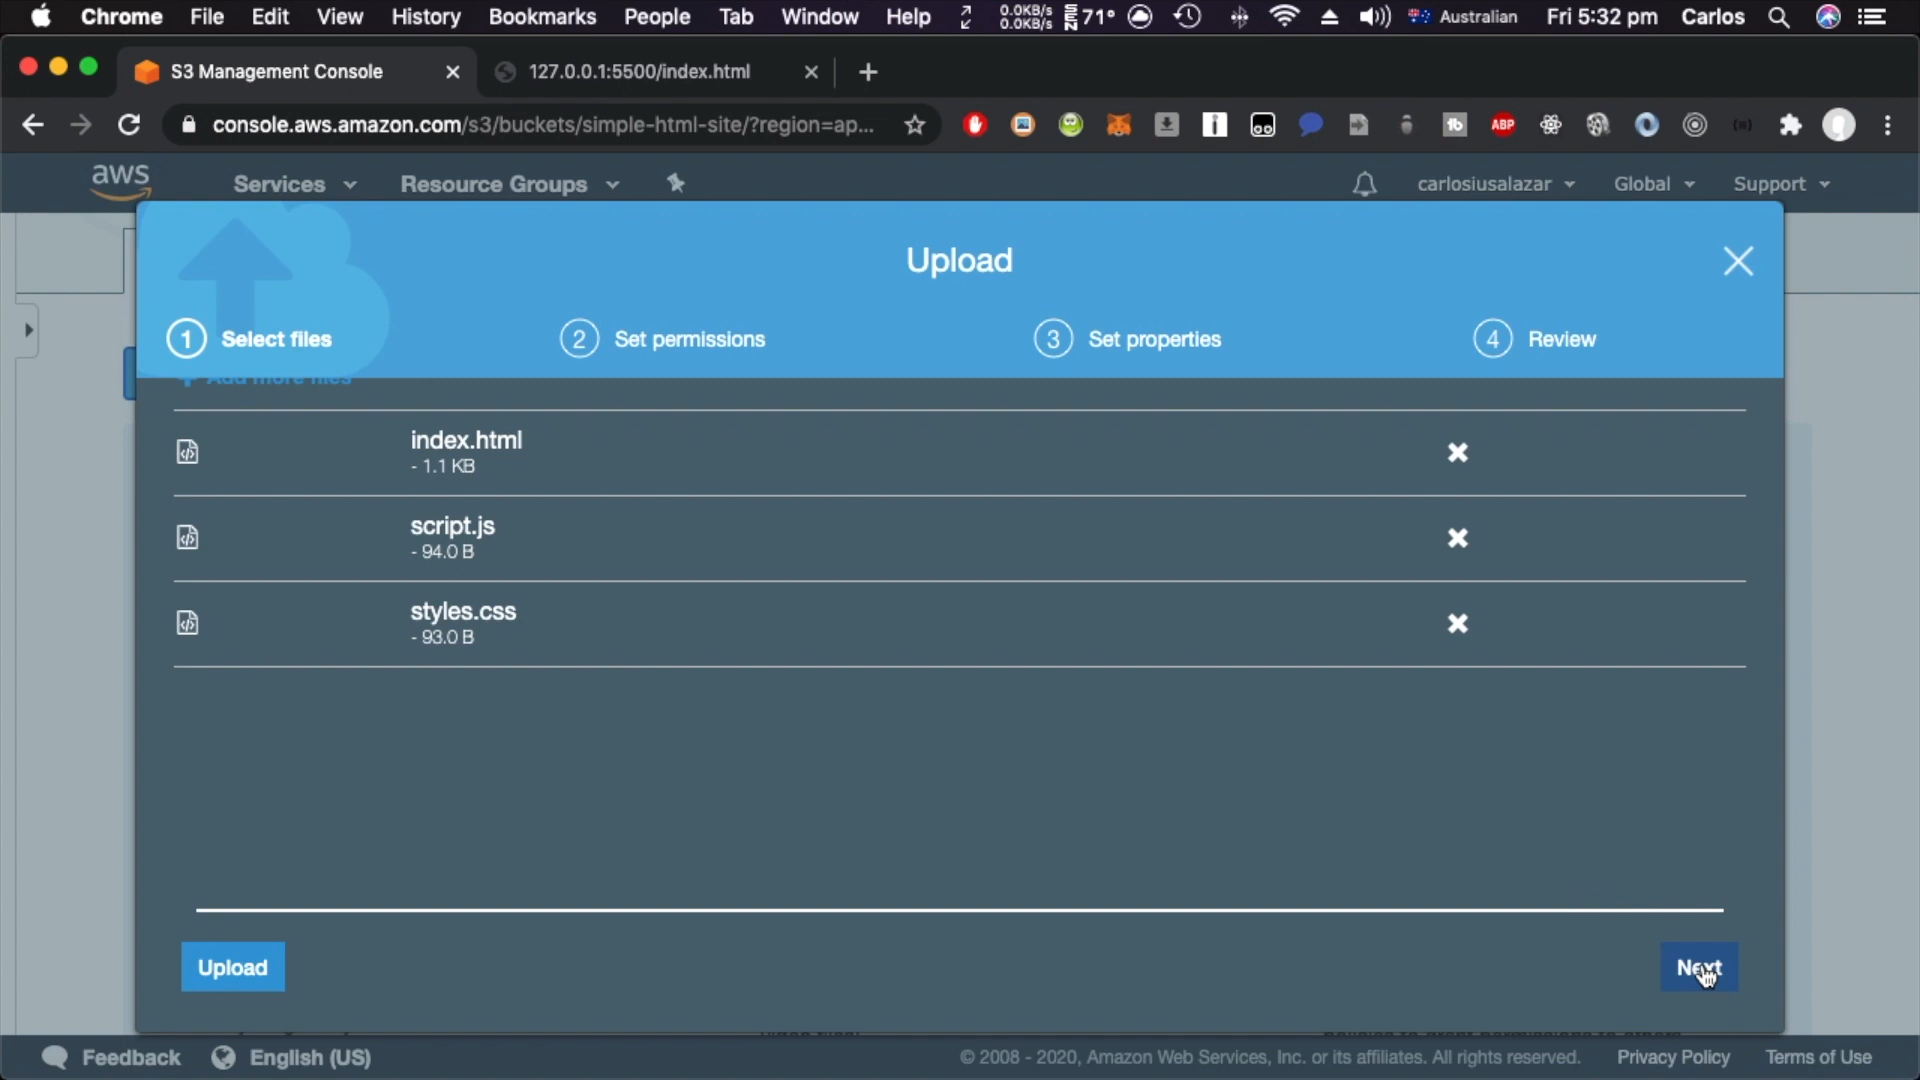 Chrome File Edit View History Bookmarks People Tab Window Help 0.0KB/s 0.0KB/s 71° Australian Fri 5:32 pm Carlos
S3 Management Console 127.0.0.1:5500/index.html
console.aws.amazon.com/s3/buckets/simple-html-site/?region=ap...
aws Services Resource Groups carlosiusalazar Global Support
Upload
1 Select files 2 Set permissions 3 Set properties 4 Review
Add more files
index.html
- 1.1 KB
script.js
- 94.0 B
styles.css
- 93.0 B
Upload Next
Feedback English (US) © 2008 - 2020, Amazon Web Services, Inc. or its affiliates. All rights reserved. Privacy Policy Terms of Use